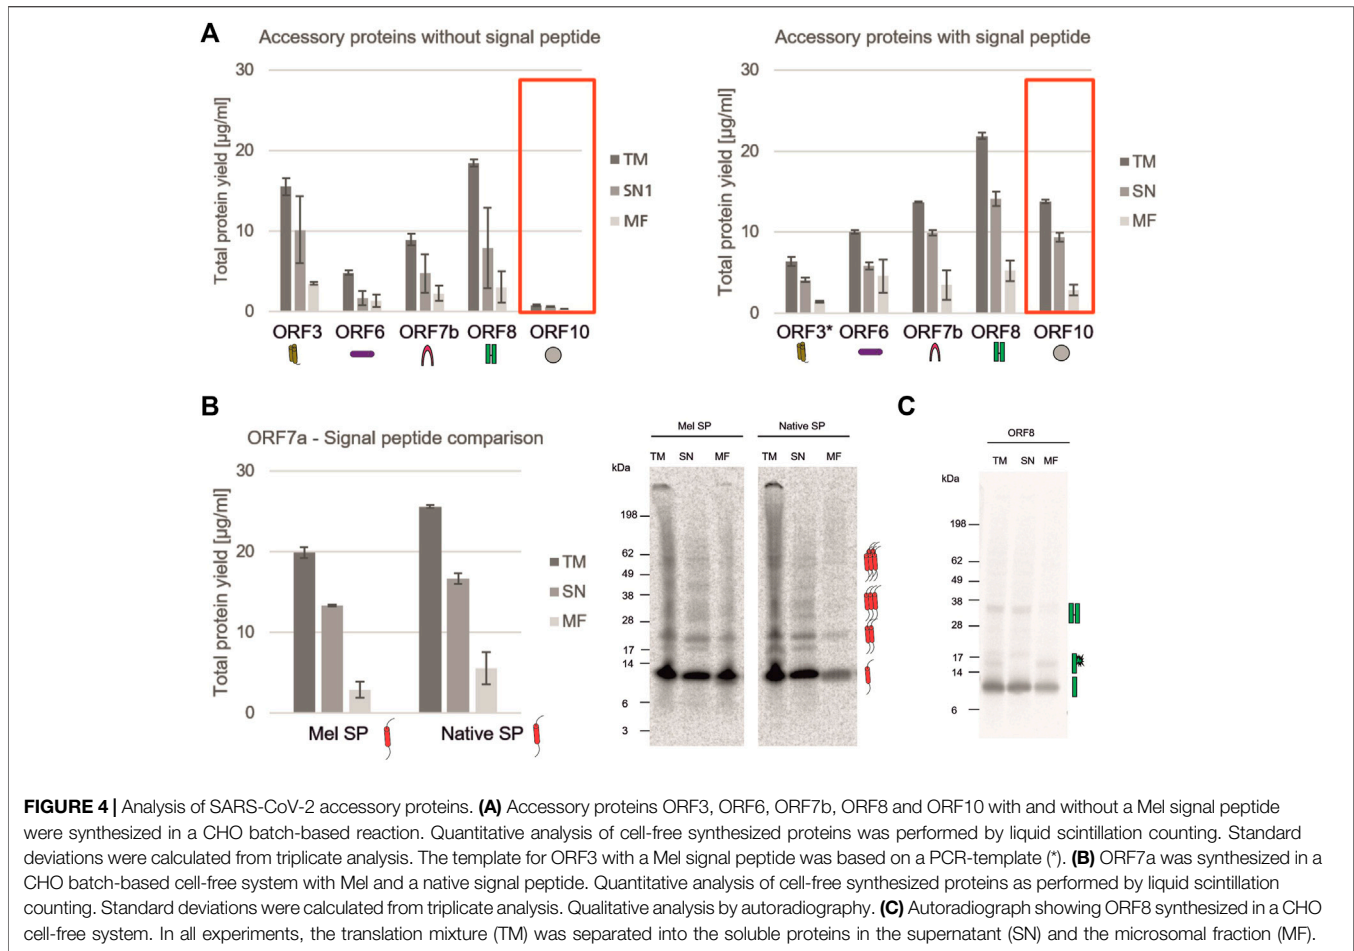 A
Accessory proteins without signal peptide
Total protein yield [µg/ml]
30
20
10
0
ORF3 ORF6 ORF7b ORF8 ORF10
TM
SN1
MF
Accessory proteins with signal peptide
Total protein yield [µg/ml]
30
20
10
0
ORF3* ORF6 ORF7b ORF8 ORF10
TM
SN
MF
B
ORF7a - Signal peptide comparison
Total protein yield [µg/ml]
30
20
10
0
Mel SP Native SP
TM
SN
MF
Mel SP Native SP
TM SN MF TM SN MF
kDa
198
62
49
38
28
17
14
6
3
C
ORF8
TM SN MF
kDa
198
62
49
38
28
17
14
6
FIGURE 4 | Analysis of SARS-CoV-2 accessory proteins. (A) Accessory proteins ORF3, ORF6, ORF7b, ORF8 and ORF10 with and without a Mel signal peptide
were synthesized in a CHO batch-based reaction. Quantitative analysis of cell-free synthesized proteins was performed by liquid scintillation counting. Standard
deviations were calculated from triplicate analysis. The template for ORF3 with a Mel signal peptide was based on a PCR-template (*). (B) ORF7a was synthesized in a
CHO batch-based cell-free system with Mel and a native signal peptide. Quantitative analysis of cell-free synthesized proteins as performed by liquid scintillation
counting. Standard deviations were calculated from triplicate analysis. Qualitative analysis by autoradiography. (C) Autoradiograph showing ORF8 synthesized in a CHO
cell-free system. In all experiments, the translation mixture (TM) was separated into the soluble proteins in the supernatant (SN) and the microsomal fraction (MF).